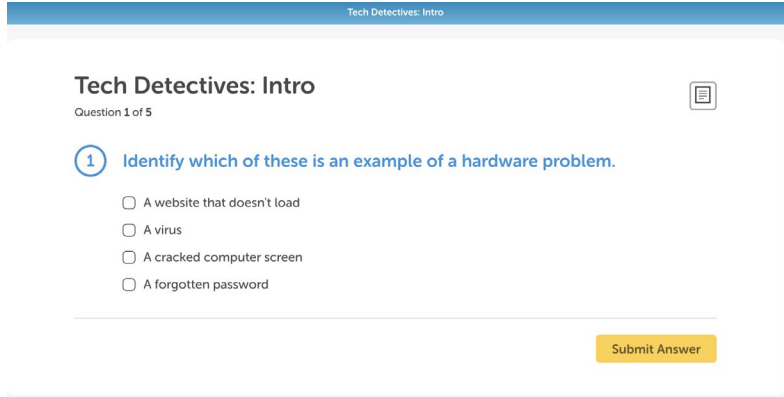 Tech Detectives: Intro
Tech Detectives: Intro
Question 1 of 5
1 Identify which of these is an example of a hardware problem.
A website that doesn't load
A virus
A cracked computer screen
A forgotten password
Submit Answer